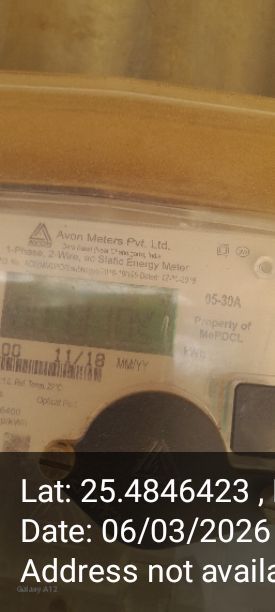 Avon Meters Pvt. Ltd.
1-Phase, 2-Wire, ac Static Energy Meter
05-30A
Property of
MePDCL
kWh
00 11/18 MM/YY
Optical Port
6400
Lat: 25.4846423 ,
Date: 06/03/2026
Address not availa
Galaxy A12